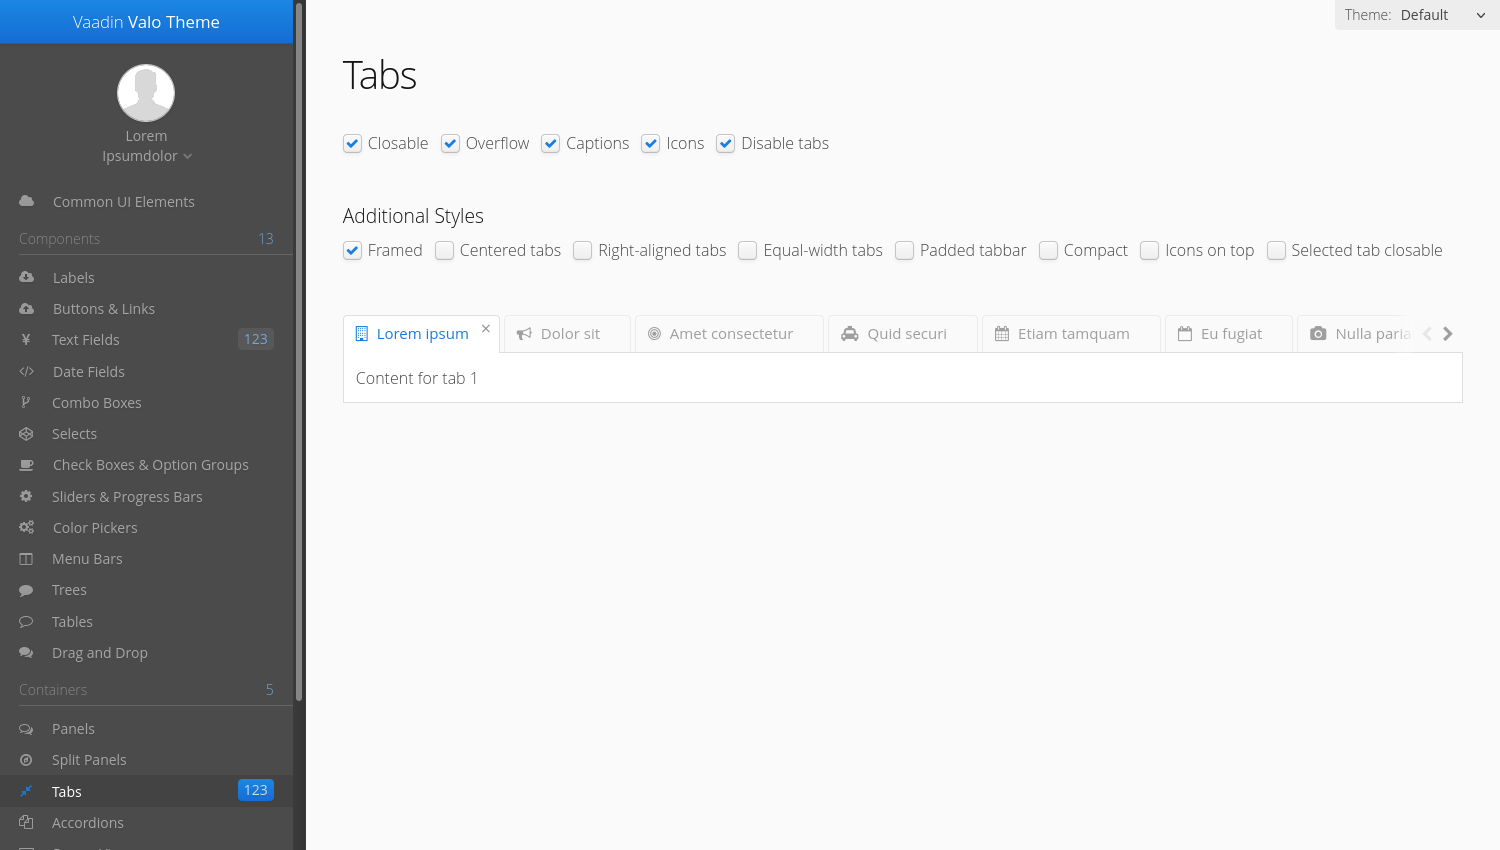 Vaadin Valo Theme
Lorem
Ipsumdolor
Common UI Elements
Components 13
Labels
Buttons & Links
Text Fields 123
Date Fields
Combo Boxes
Selects
Check Boxes & Option Groups
Sliders & Progress Bars
Color Pickers
Menu Bars
Trees
Tables
Drag and Drop
Containers 5
Panels
Split Panels
Tabs 123
Accordions
Theme: Default
Tabs
Closable Overflow Captions Icons Disable tabs
Additional Styles
Framed Centered tabs Right-aligned tabs Equal-width tabs Padded tabbar Compact Icons on top Selected tab closable
Lorem ipsum Dolor sit Amet consectetur Quid securi Etiam tamquam Eu fugiat Nulla paria
Content for tab 1